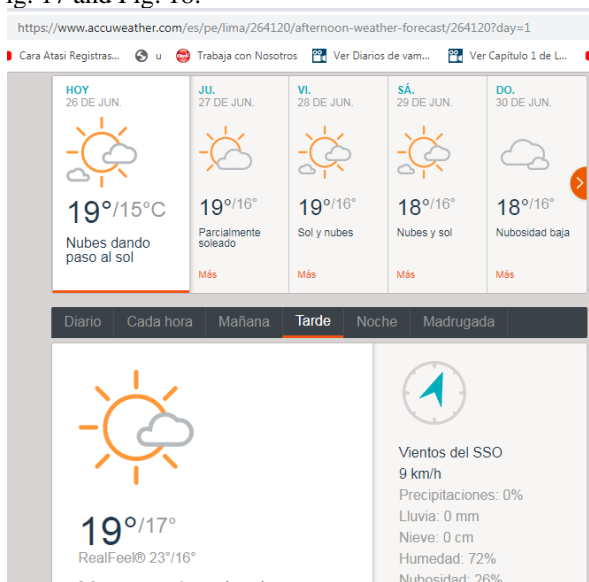 ig. 17 and Fig. 18.
https://www.accuweather.com/es/pe/lima/264120/afternoon-weather-forecast/264120?day=1
Cara Atasi Registras... u Trabaja con Nosotros Ver Diarios de vam... Ver Capítulo 1 de L...
HOY
26 DE JUN.
19°/15°C
Nubes dando
paso al sol
JU.
27 DE JUN.
19°/16°
Parcialmente
soleado
Más
VI.
28 DE JUN.
19°/16°
Sol y nubes
Más
SÁ.
29 DE JUN.
18°/16°
Nubes y sol
Más
DO.
30 DE JUN.
18°/16°
Nubosidad baja
Más
Diario Cada hora Mañana Tarde Noche Madrugada
19°/17°
RealFeel® 23°/16°
Vientos del SSO
9 km/h
Precipitaciones: 0%
Lluvia: 0 mm
Nieve: 0 cm
Humedad: 72%
Nubosidad: 26%